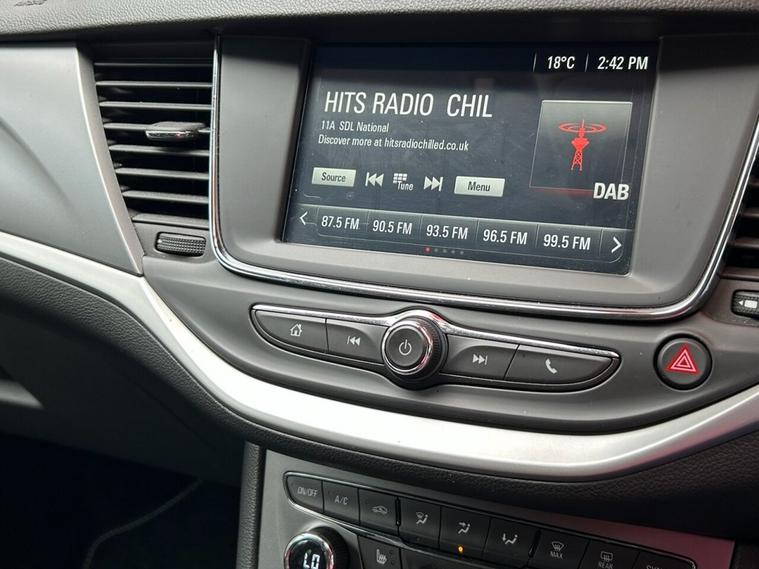 18°C 2:42 PM
HITS RADIO CHIL
11A SDL National
Discover more at hitsradiochilled.co.uk
Source Tune Menu
DAB
87.5 FM 90.5 FM 93.5 FM 96.5 FM 99.5 FM
ON/OFF A/C
MAX
REAR
LO